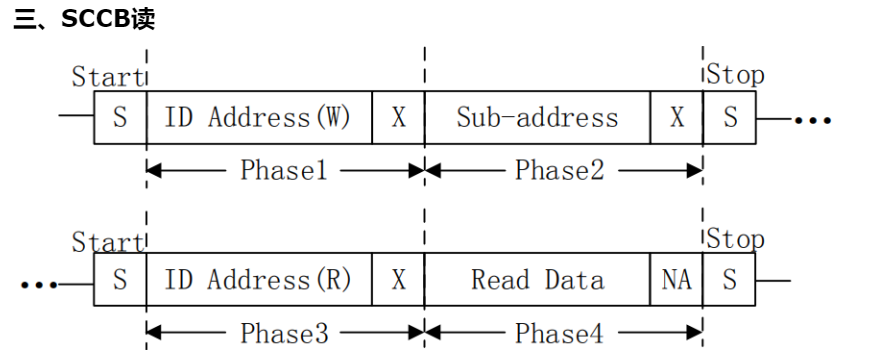 三、SCCB读
Start Stop
S ID Address(W) X Sub-address X S •••
Phase1 Phase2
Start Stop
••• S ID Address(R) X Read Data NA S
Phase3 Phase4